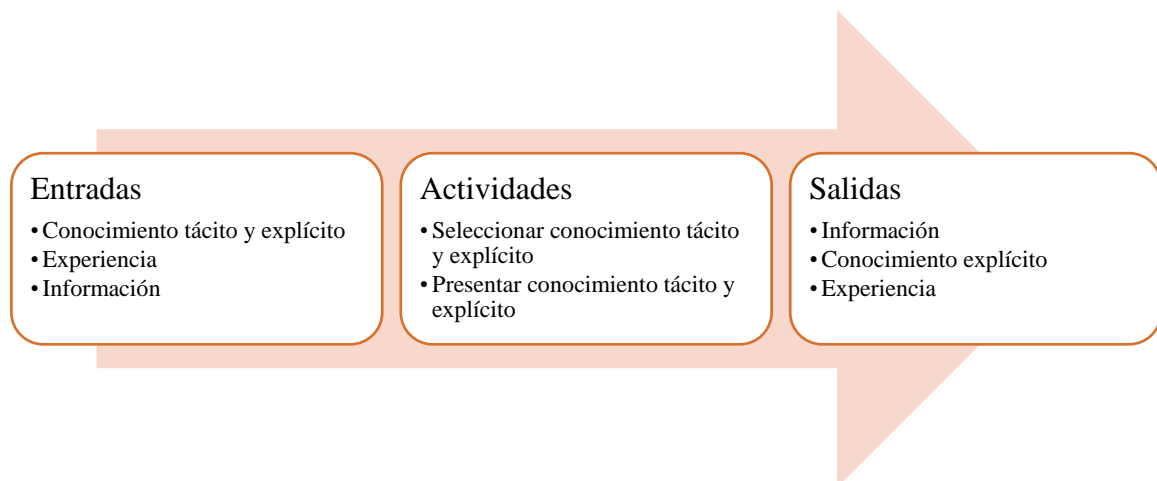 Entradas
• Conocimiento tácito y explícito
• Experiencia
• Información
Actividades
• Seleccionar conocimiento tácito
y explícito
• Presentar conocimiento tácito y
explícito
Salidas
• Información
• Conocimiento explícito
• Experiencia